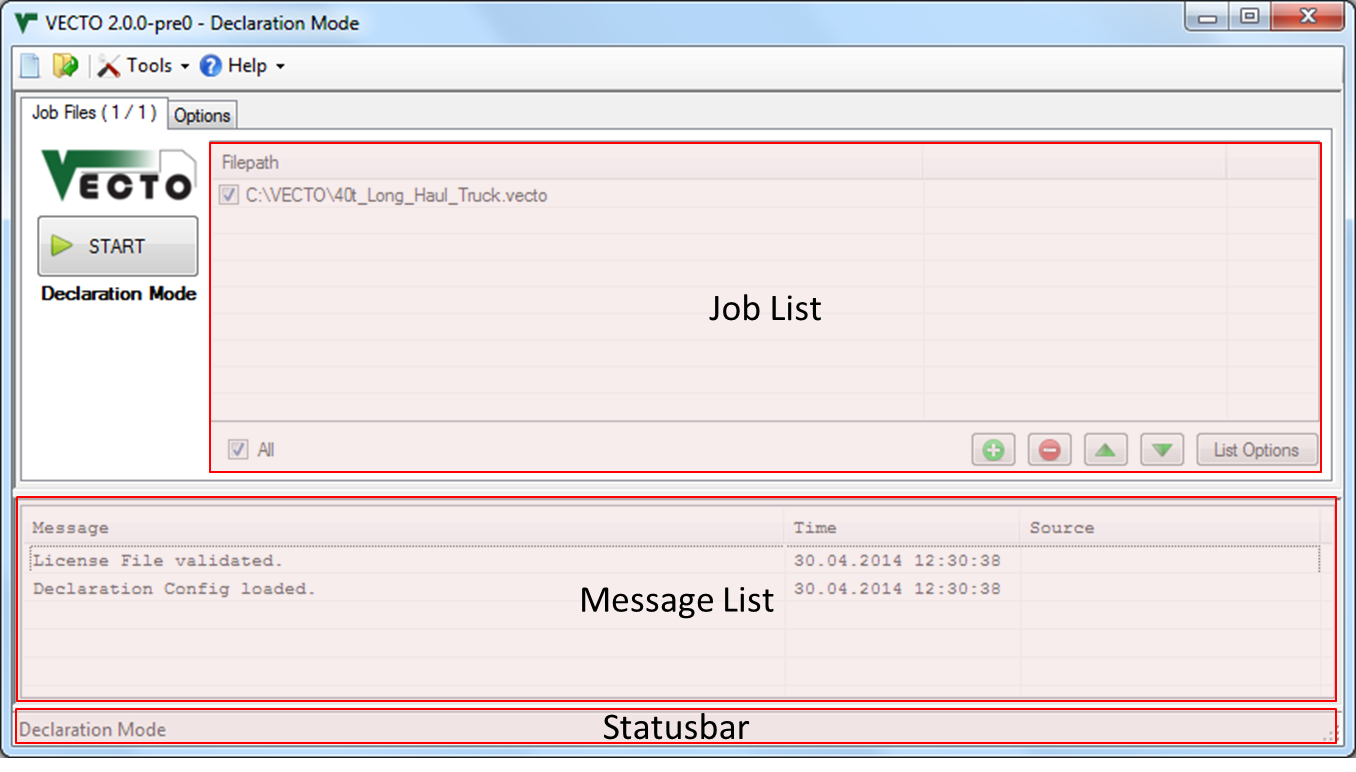 VECTO 2.0.0-pre0 - Declaration Mode
Tools Help
Job Files ( 1 / 1 ) Options
VECTO
START
Declaration Mode
Filepath
C:\VECTO\40t_Long_Haul_Truck.vecto
Job List
All List Options
Message Time Source
License File validated. 30.04.2014 12:30:38
Declaration Config loaded. 30.04.2014 12:30:38
Message List
Declaration Mode
Statusbar